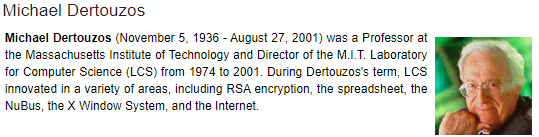 Michael Dertouzos
Michael Dertouzos (November 5, 1936 - August 27, 2001) was a Professor at
the Massachusetts Institute of Technology and Director of the M.I.T. Laboratory
for Computer Science (LCS) from 1974 to 2001. During Dertouzos's term, LCS
innovated in a variety of areas, including RSA encryption, the spreadsheet, the
NuBus, the X Window System, and the Internet.